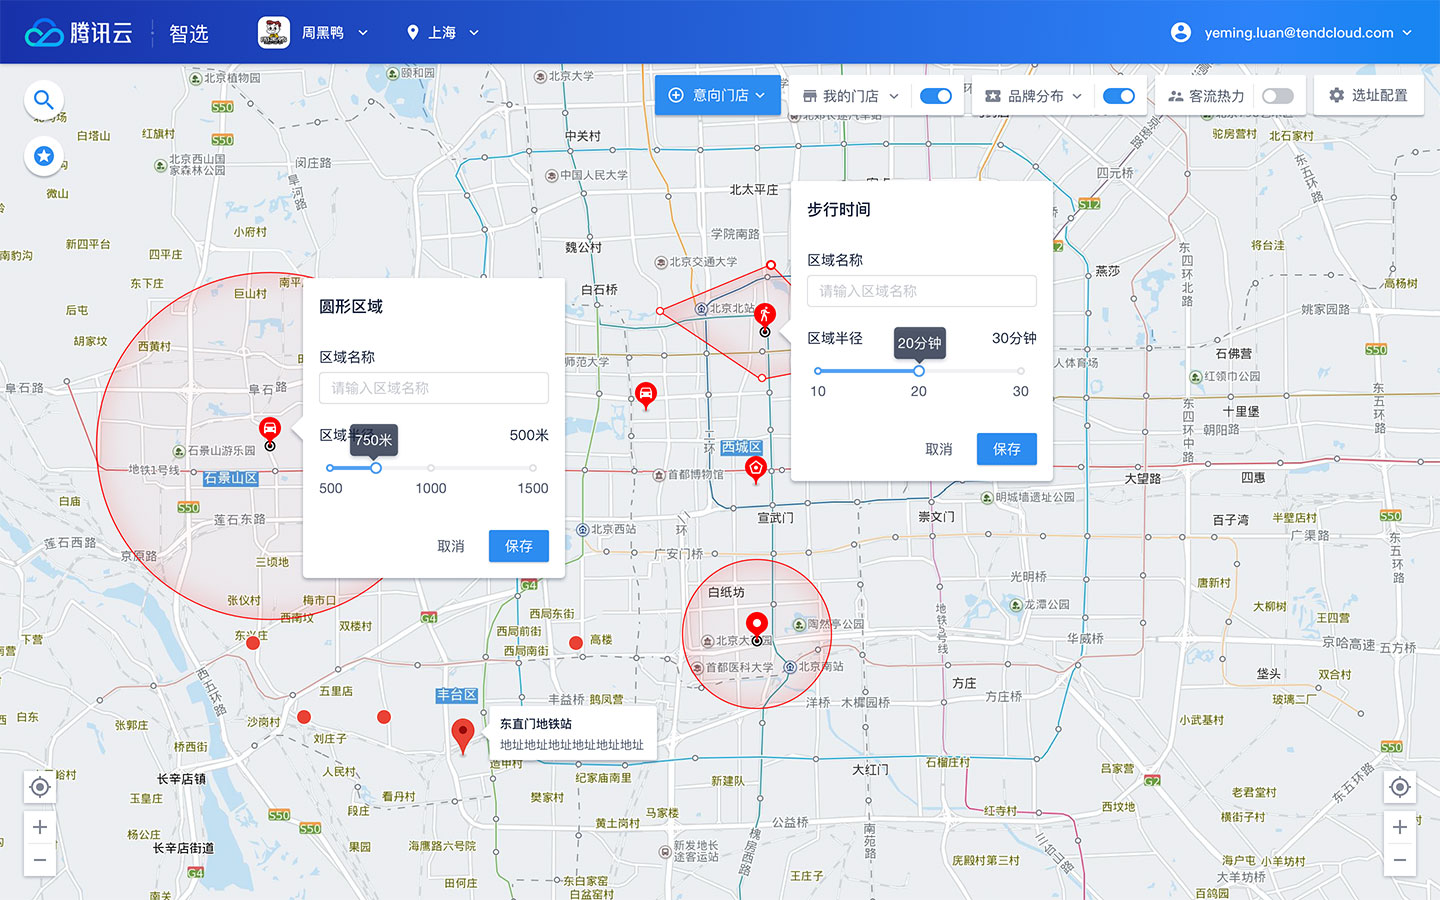 腾讯云
智选
周黑鸭
上海
yeming.luan@tendcloud.com
意向门店
我的门店
品牌分布
客流热力
选址配置
北京植物园
颐和园
北京大学
S50
白塔山
红旗村
S50
北京西山国
家森林公园
闵庄路
旱河路
微山
中关村
中国人民大学
北太平庄
四元桥
驼房营村
北石家村
东五环路
S12
小府村
新四平台
四平庄
南豹沟
魏公村
学院南路
北京交通大学
东四环北路
将台洼
燕莎
高杨树
东下庄
南平
巨山村
后屯
白石桥
北京北站
姚家园路
胡家坟
西黄村
师范大学
人体育场
石佛营
S50
红领巾公园
阜石路
阜石路
十里堡
朝阳路
东四环中路
东五环路
步行时间
区域名称
请输入区域名称
区域半径
20分钟
30分钟
10
20
30
取消
保存
圆形区域
区域名称
请输入区域名称
区域半径
750米
500米
500
1000
1500
取消
保存
石景山游乐园
地铁1号线
石景山区
西城区
首都博物馆
二环
大望路
四惠
白庙
S50
莲石东路
莲石西路
京原路
三顷地
北京西站
宣武门
崇文门
明城墙遗址公园
百子湾
半壁店村
S50
广渠路
东五环路
环
广安门桥
光明桥
唐新村
张仪村
梅市口
G4
G4
西南坟
双楼村
东兴庄
下营
西局东街
西局前街
西局南街
高楼
白纸坊
陶然亭公园
龙潭公园
地铁5号线
华威桥
大柳树
王四营
京哈高速
五方桥
首都医科大学
北京南站
垡头
双合村
西五环路
五里店
丰台区
丰益桥
鹅凤营
洋桥
木樨园桥
方庄
方庄桥
玻璃二厂
白东
张郭庄
沙岗村
刘庄子
小武基村
桥西街
东直门地铁站
地址地址地址地址地址地址
造甲村
S50
大红门
石榴庄村
吕家营
G2
东五环路
峪村
长辛店镇
人民村
纪家庙南里
新建队
玉皇庄
段庄
看丹村
樊家村
老君堂村
马家楼
红寺村
西坟地
横街子村
S50
S50
黄土岗村
公益桥
杨公庄
长辛店街道
果园
海鹰路六号院
新发地长
途客运站
槐房西路
南苑路
三台山路
庑殿村第三村
海户屯
小羊坊村
大羊坊桥
G4
南关
田何庄
东白家窑
白盆窑村
王庄子
百鸽园